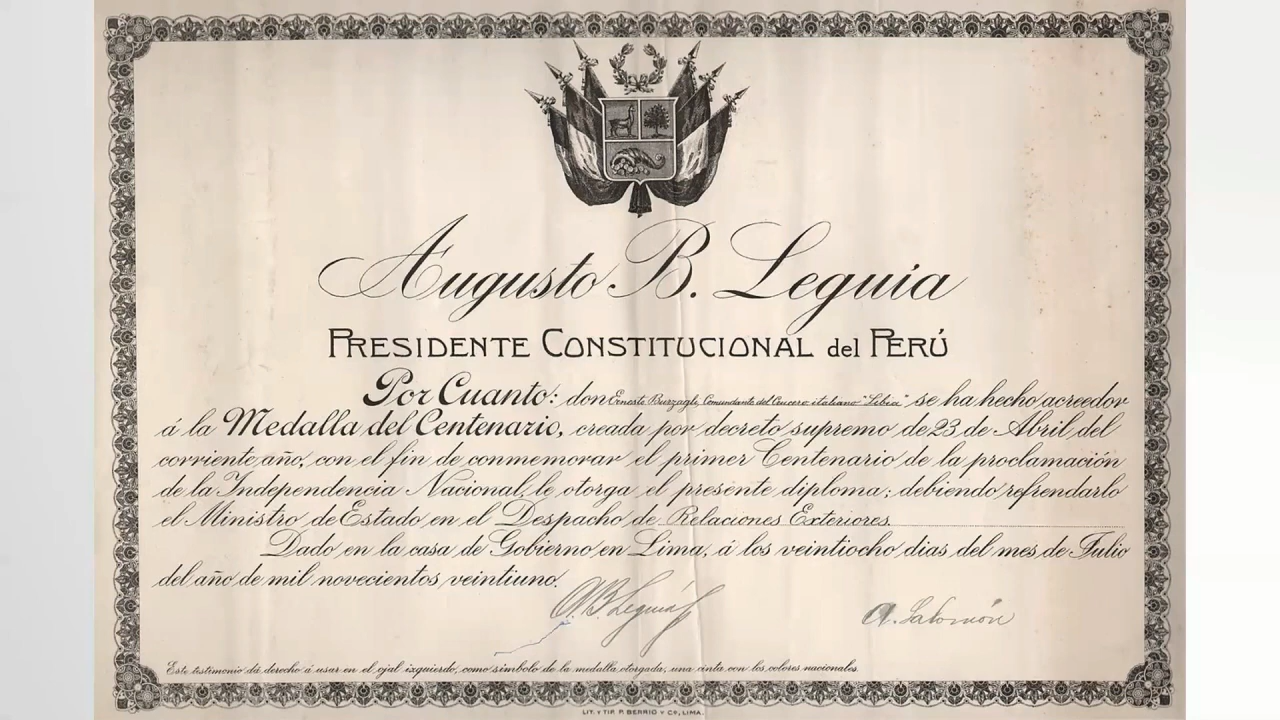 Augusto B. Leguía
PRESIDENTE CONSTITUCIONAL del PERÚ
Por Cuanto: don Ernesto Burzagli, Comandante del Crucero italiano "Libia" se ha hecho acreedor
á la Medalla del Centenario, creada por decreto supremo de 23 de Abril del
corriente año, con el fin de conmemorar el primer Centenario de la proclamación
de la Independencia Nacional, le otorga el presente diploma; debiendo refrendarlo
el Ministro de Estado en el Despacho de Relaciones Exteriores.
Dado en la casa de Gobierno en Lima, á los veintiocho dias del mes de Julio
del año de mil novecientos veintiuno.
A.B. Leguía
A. Salomón
Este testimonio dá derecho á usar en el ojal izquierdo, como símbolo de la medalla otorgada, una cinta con los colores nacionales.
LIT. Y TIP. P. BERRIO Y Cº, LIMA.